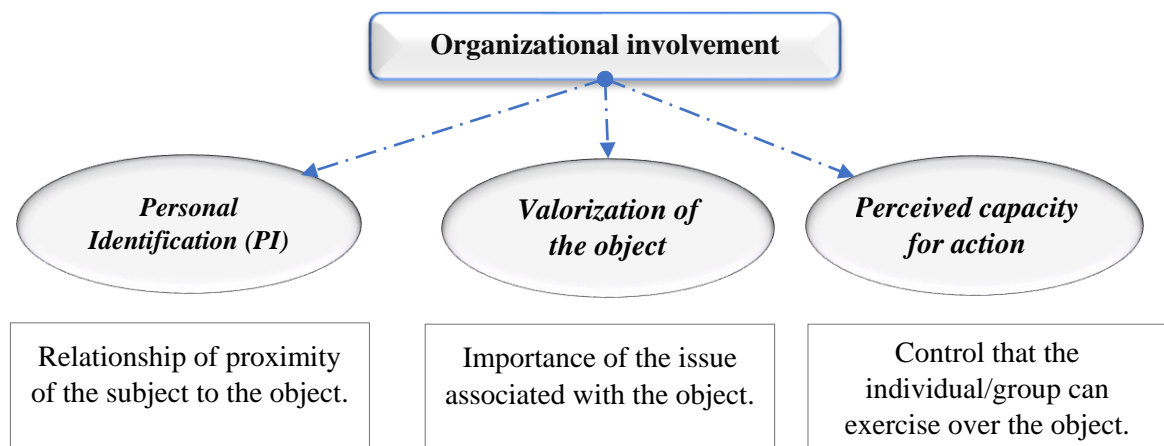 Organizational involvement
Personal
Identification (PI)
Valorization of
the object
Perceived capacity
for action
Relationship of proximity
of the subject to the object.
Importance of the issue
associated with the object.
Control that the
individual/group can
exercise over the object.